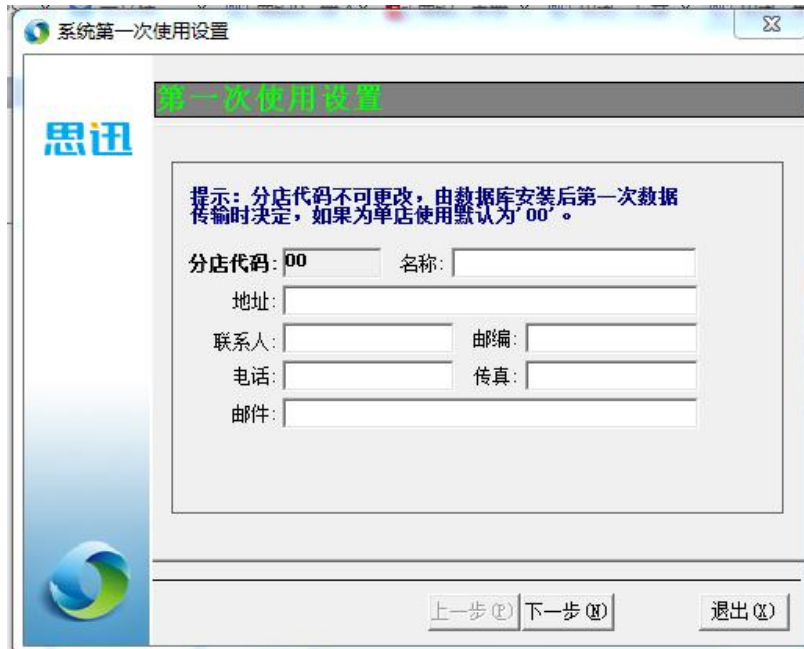 系统第一次使用设置
第一次使用设置
思迅
提示：分店代码不可更改，由数据库安装后第一次数据
传输时决定，如果为单店使用默认为'00'。
分店代码: 00 名称:
地址:
联系人: 邮编:
电话: 传真:
邮件:
上一步(P) 下一步(N) 退出(X)